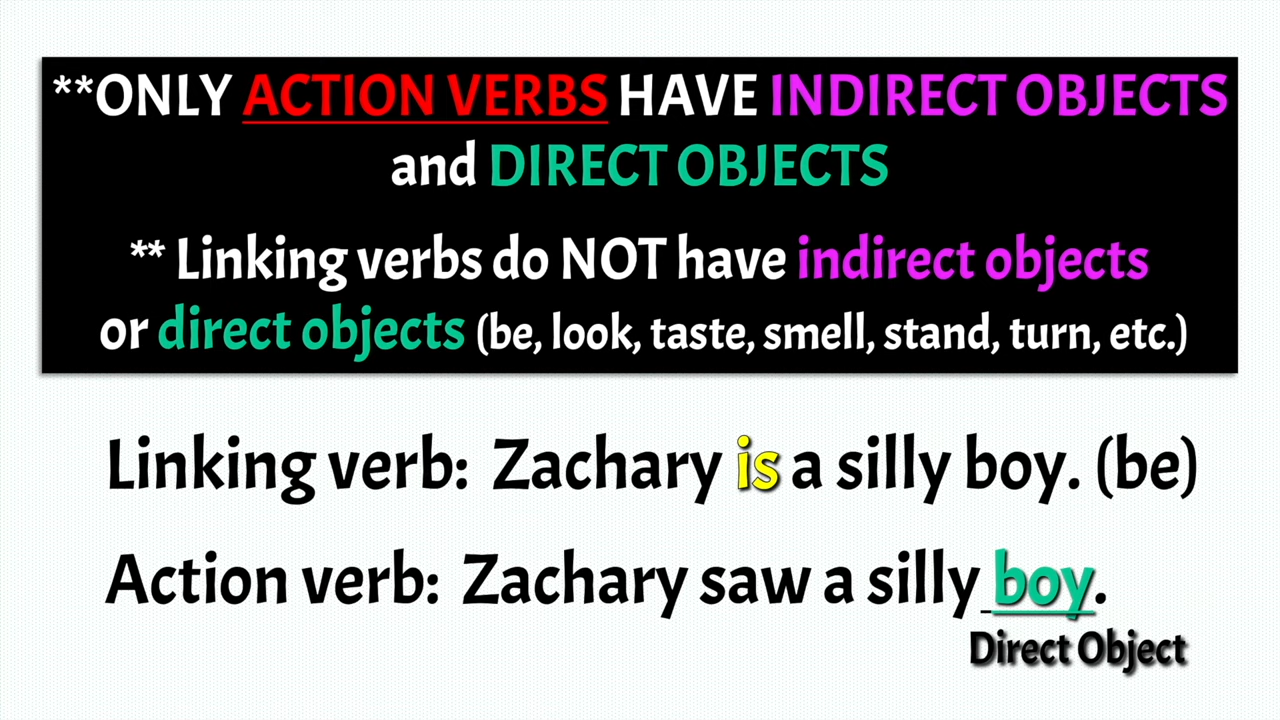 **ONLY ACTION VERBS HAVE INDIRECT OBJECTS
and DIRECT OBJECTS
** Linking verbs do NOT have indirect objects
or direct objects (be, look, taste, smell, stand, turn, etc.)
Linking verb: Zachary is a silly boy. (be)
Action verb: Zachary saw a silly boy.
Direct Object